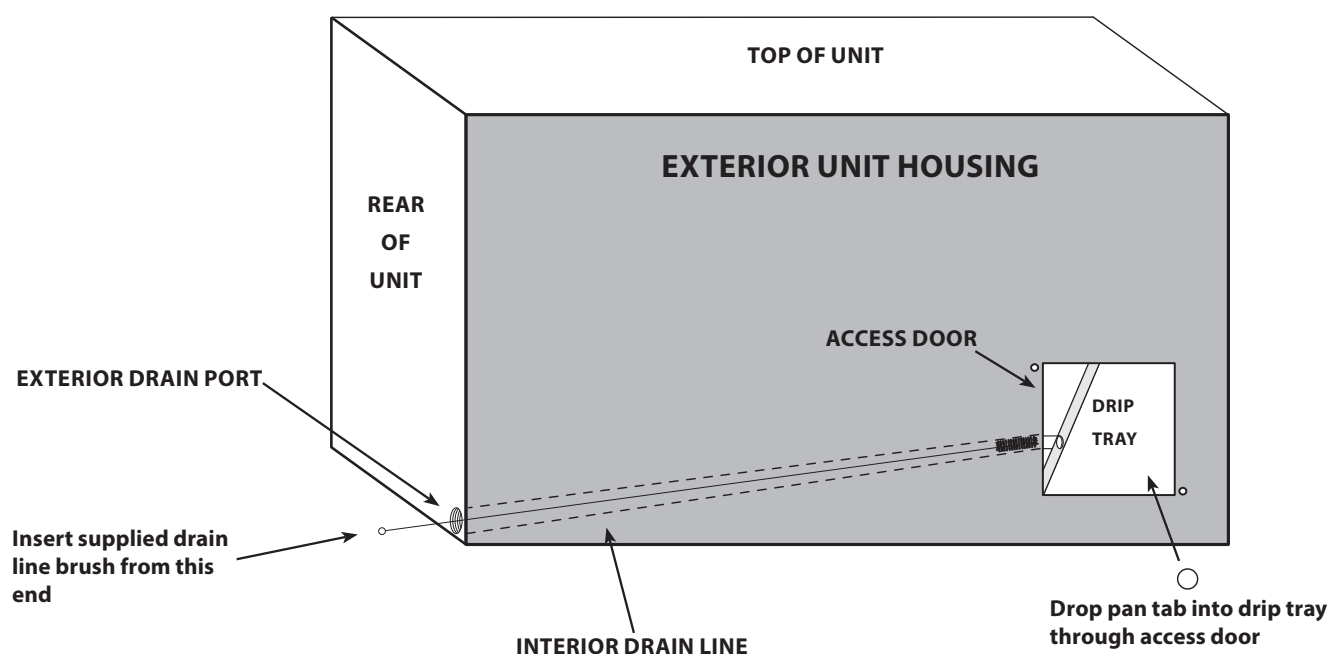 TOP OF UNIT
EXTERIOR UNIT HOUSING
REAR
OF
UNIT
ACCESS DOOR
EXTERIOR DRAIN PORT
DRIP
TRAY
Insert supplied drain
line brush from this
end
Drop pan tab into drip tray
through access door
INTERIOR DRAIN LINE